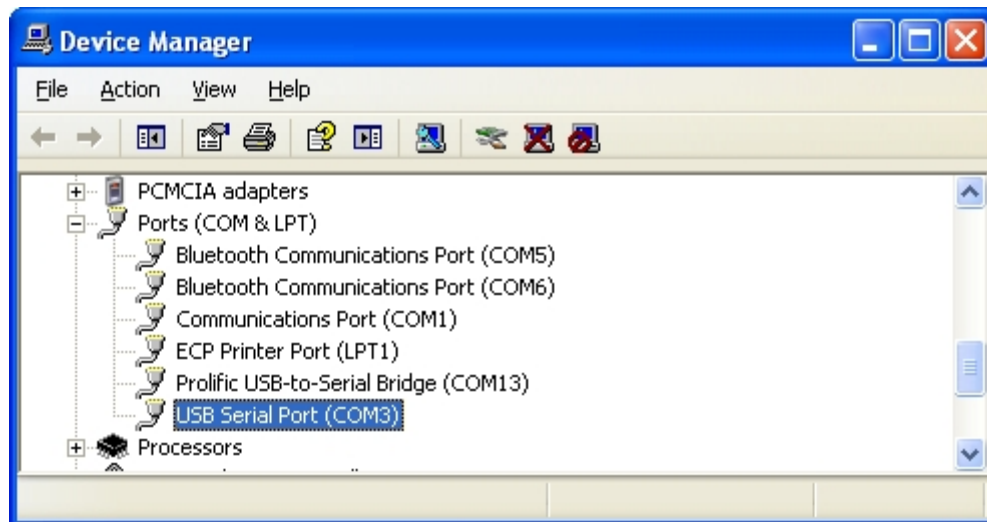 Device Manager
File Action View Help
PCMCIA adapters
Ports (COM & LPT)
Bluetooth Communications Port (COM5)
Bluetooth Communications Port (COM6)
Communications Port (COM1)
ECP Printer Port (LPT1)
Prolific USB-to-Serial Bridge (COM13)
USB Serial Port (COM3)
Processors